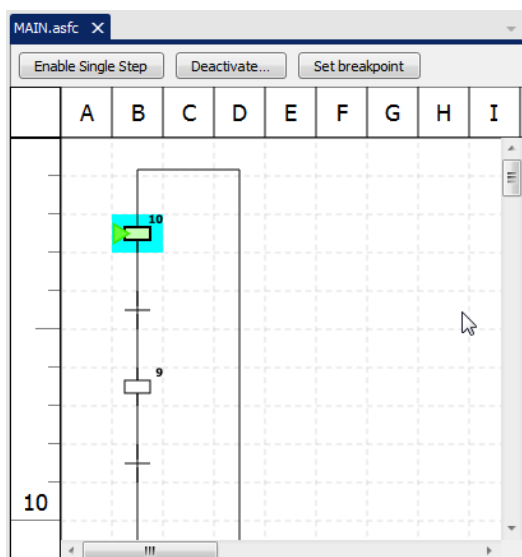 MAIN.asfc X
Enable Single Step Deactivate... Set breakpoint
A B C D E F G H I
10
9
10